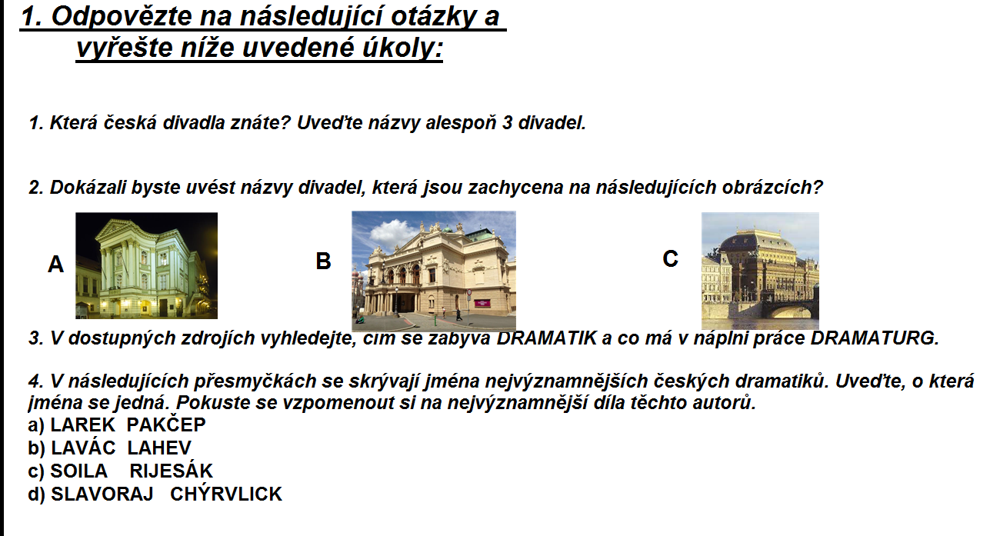 1. Odpovězte na následující otázky a
vyřešte níže uvedené úkoly:
1. Která česká divadla znáte? Uveďte názvy alespoň 3 divadel.
2. Dokázali byste uvést názvy divadel, která jsou zachycena na následujících obrázcích?
A
B
C
3. V dostupných zdrojích vyhledejte, čím se zabývá DRAMATIK a co má v náplni práce DRAMATURG.
4. V následujících přesmyčkách se skrývají jména nejvýznamnějších českých dramatiků. Uveďte, o která
jména se jedná. Pokuste se vzpomenout si na nejvýznamnější díla těchto autorů.
a) LAREK PAKČEP
b) LAVÁC LAHEV
c) SOILA RIJESÁK
d) SLAVORAJ CHÝRVLICK